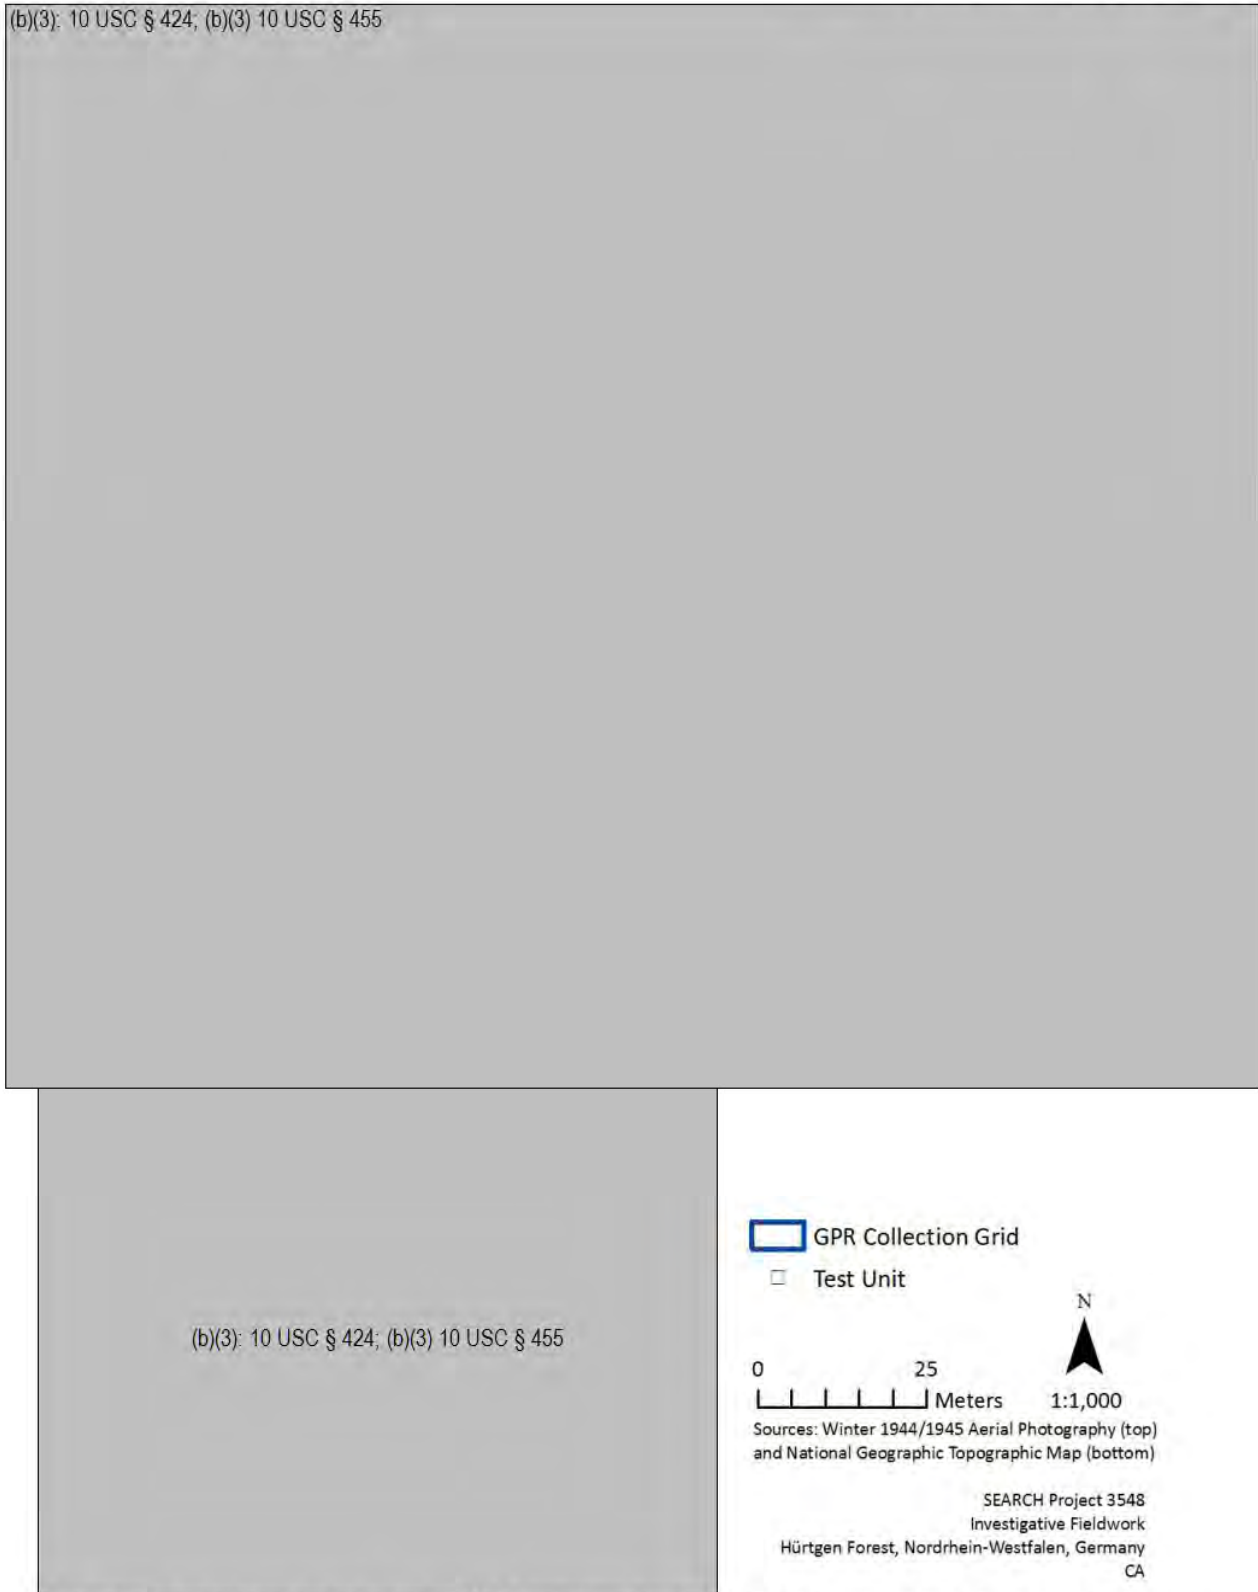 (b)(3): 10 USC § 424; (b)(3) 10 USC § 455
(b)(3): 10 USC § 424; (b)(3) 10 USC § 455
GPR Collection Grid
Test Unit
N
0 25
Meters
1:1,000
Sources: Winter 1944/1945 Aerial Photography (top)
and National Geographic Topographic Map (bottom)
SEARCH Project 3548
Investigative Fieldwork
Hürtgen Forest, Nordrhein-Westfalen, Germany
CA